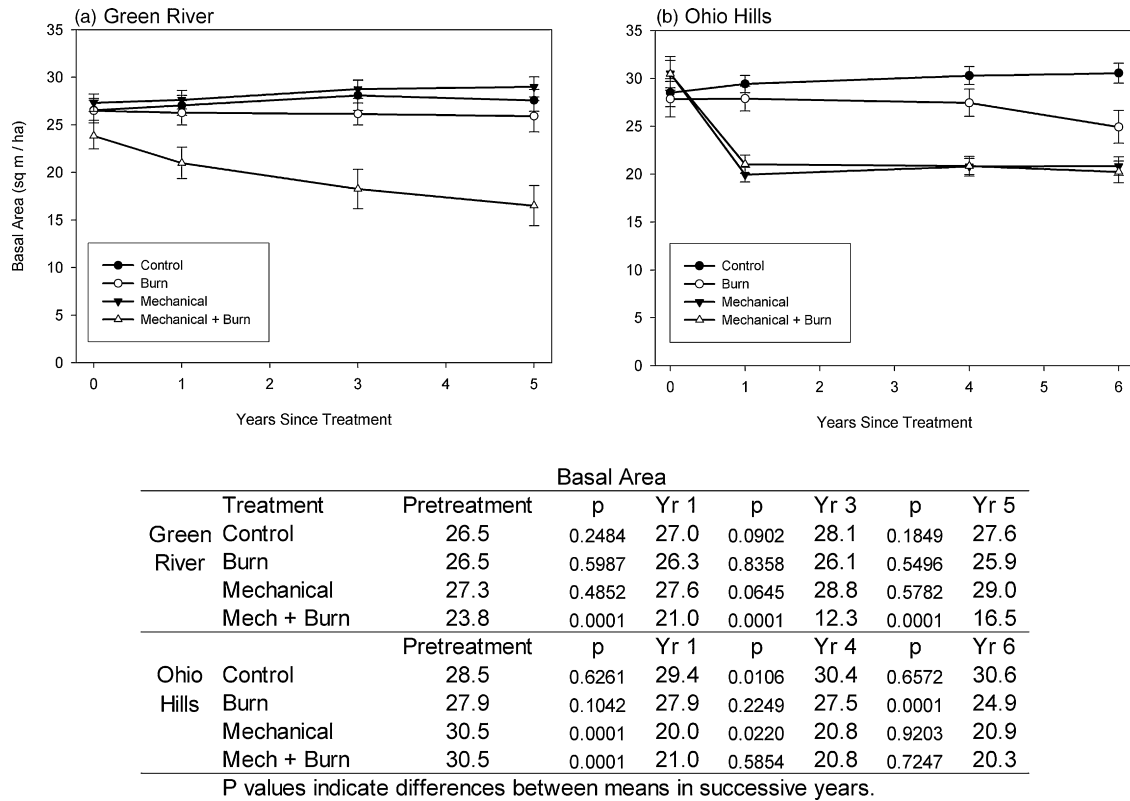 (a) Green River
35
30
25
20
15
10
5
0
Basal Area (sq m / ha)
Control
Burn
Mechanical
Mechanical + Burn
0 1 2 3 4 5
Years Since Treatment
(b) Ohio Hills
35
30
25
20
15
10
5
0
Control
Burn
Mechanical
Mechanical + Burn
0 1 2 3 4 5 6
Years Since Treatment
Basal Area
Treatment Pretreatment p Yr 1 p Yr 3 p Yr 5
Green Control 26.5 0.2484 27.0 0.0902 28.1 0.1849 27.6
River Burn 26.5 0.5987 26.3 0.8358 26.1 0.5496 25.9
Mechanical 27.3 0.4852 27.6 0.0645 28.8 0.5782 29.0
Mech + Burn 23.8 0.0001 21.0 0.0001 12.3 0.0001 16.5
Pretreatment p Yr 1 p Yr 4 p Yr 6
Ohio Control 28.5 0.6261 29.4 0.0106 30.4 0.6572 30.6
Hills Burn 27.9 0.1042 27.9 0.2249 27.5 0.0001 24.9
Mechanical 30.5 0.0001 20.0 0.0220 20.8 0.9203 20.9
Mech + Burn 30.5 0.0001 21.0 0.5854 20.8 0.7247 20.3
P values indicate differences between means in successive years.